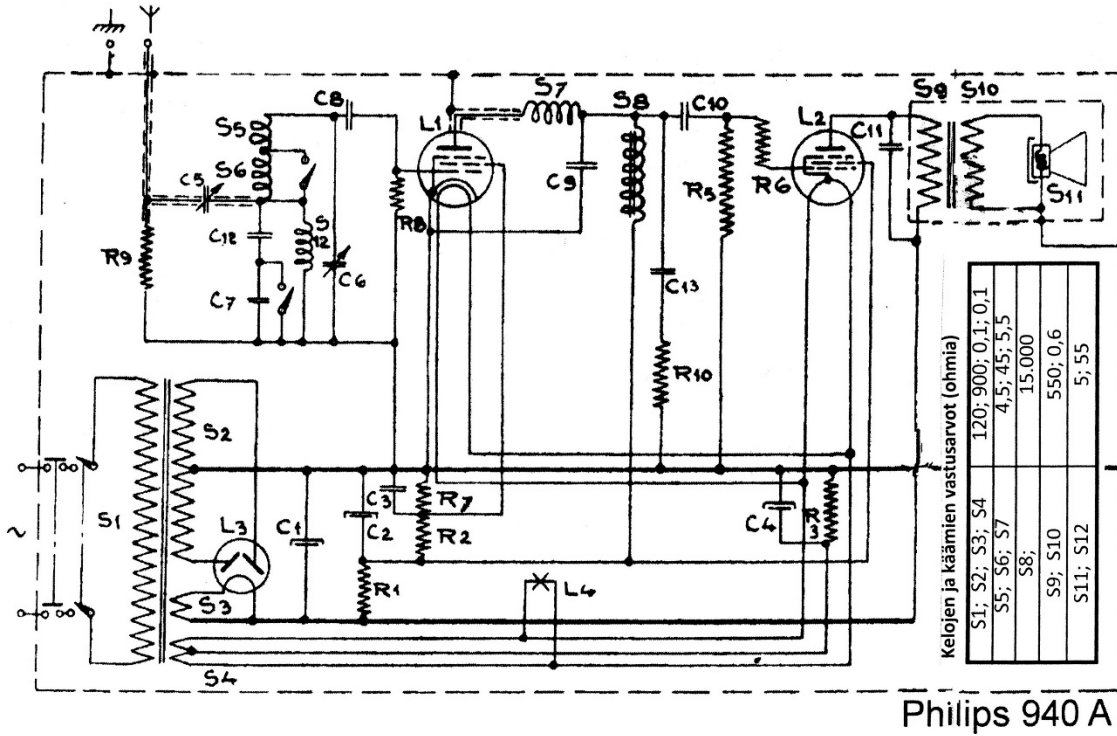 S5
S6
C5
C12
C7
R9
S
12
C6
C8
L1
R8
S7
C9
S8
C10
C13
R10
R5
R6
L2
C11
S9
S10
S11
~
S1
S2
L3
S3
S4
C1
C2
C3
R7
R2
R1
L4
C4
R
3
Kelojen ja käämien vastusarvot (ohmia)
S1; S2; S3; S4 120; 900; 0,1; 0,1
S5; S6; S7 4,5; 45; 5,5
S8; 15.000
S9; S10 550; 0,6
S11; S12 5; 55
Philips 940 A